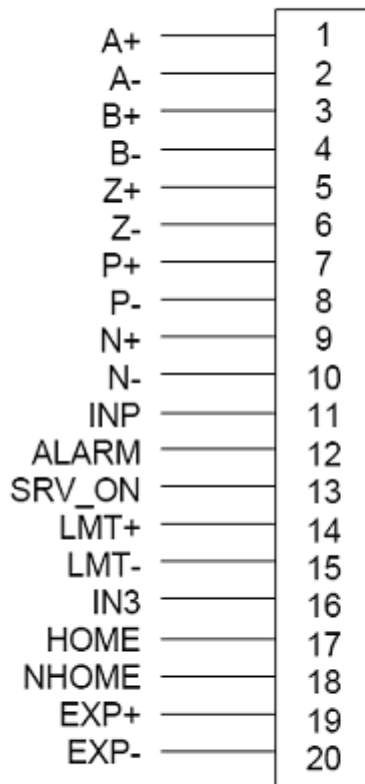 A+ 1
A- 2
B+ 3
B- 4
Z+ 5
Z- 6
P+ 7
P- 8
N+ 9
N- 10
INP 11
ALARM 12
SRV_ON 13
LMT+ 14
LMT- 15
IN3 16
HOME 17
NHOME 18
EXP+ 19
EXP- 20